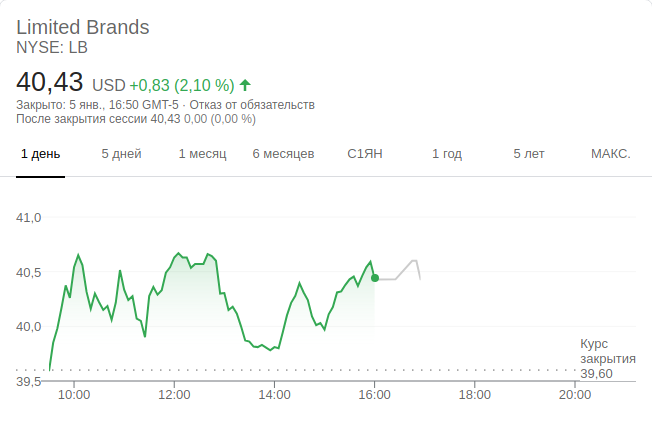 Limited Brands
NYSE: LB
40,43 USD +0,83 (2,10 %)
Закрыто: 5 янв., 16:50 GMT-5 · Отказ от обязательств
После закрытия сессии 40,43 0,00 (0,00 %)
1 день 5 дней 1 месяц 6 месяцев С1ЯН 1 год 5 лет МАКС.
41,0
40,5
40,0
Курс
закрытия
39,60
39,5
10:00 12:00 14:00 16:00 18:00 20:00